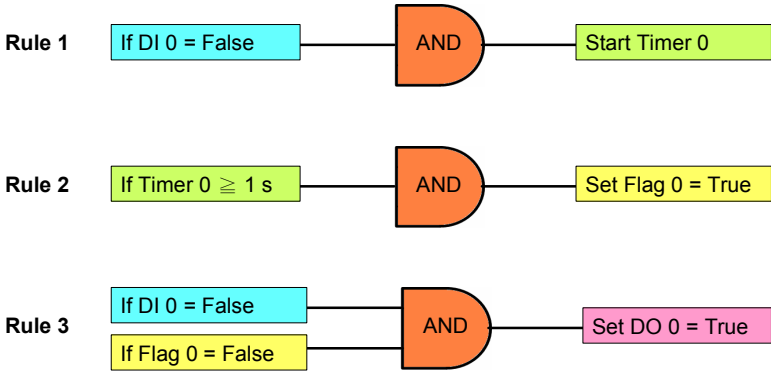 Rule 1 If DI 0 = False AND Start Timer 0
Rule 2 If Timer 0 ≧ 1 s AND Set Flag 0 = True
If DI 0 = False
Rule 3 AND Set DO 0 = True
If Flag 0 = False